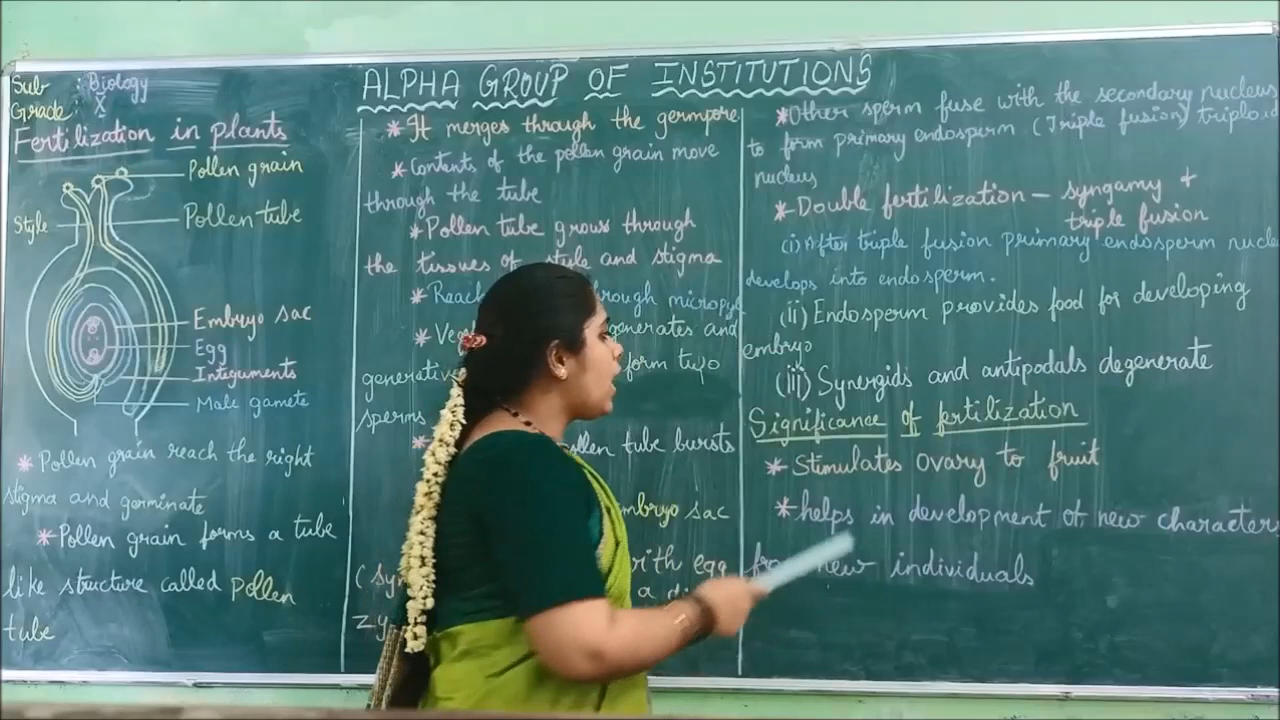 ALPHA GROUP OF INSTITUTIONS
Sub : Biology
Grade : X
Fertilization in plants
Pollen grain
Style
Pollen tube
Embryo sac
Egg
Integuments
Male gamete
* Pollen grain reach the right
stigma and germinate
* Pollen grain forms a tube
like structure called pollen
tube
* It merges through the germpore
* Contents of the pollen grain move
through the tube
* Pollen tube grows through
the tissues of style and stigma
* through micropyl
* and
generative form two
sperms
* pollen tube bursts
embryo sac
with egg
a
* Other sperm fuse with the secondary nucleus
to form primary endosperm (Triple fusion) triploid
nucleus
* Double fertilization – syngamy +
triple fusion
(i) After triple fusion primary endosperm
develops into endosperm.
(ii) Endosperm provides food for developing
embryo
(iii) Synergids and antipodals degenerate
Significance of fertilization
* Stimulates ovary to fruit
* helps in development of new character
new individuals